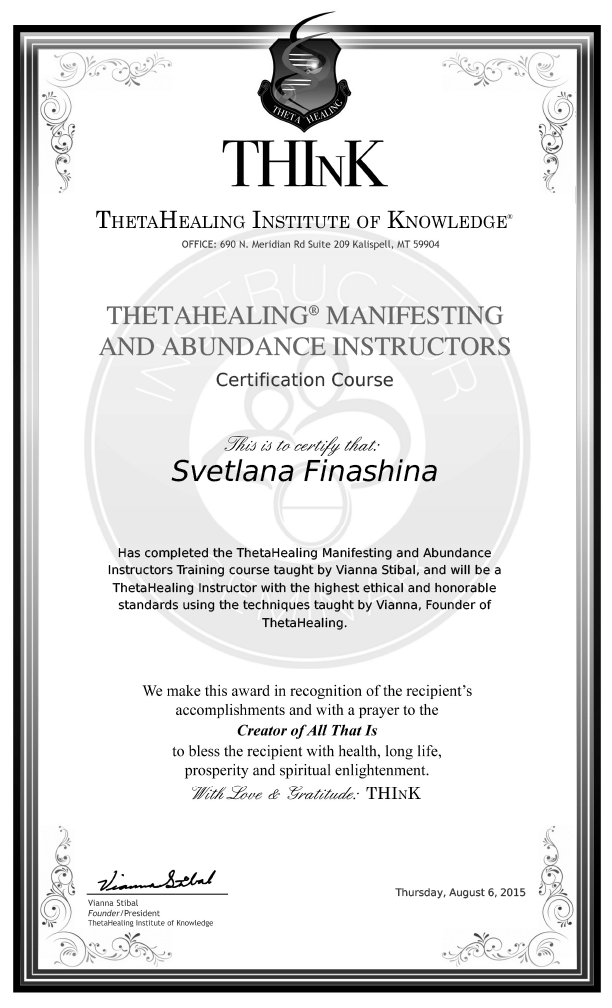 THETA HEALING
THInK
THETAHEALING INSTITUTE OF KNOWLEDGE®
OFFICE: 690 N. Meridian Rd Suite 209 Kalispell, MT 59904
INSTRUCTOR
THETAHEALING® MANIFESTING
AND ABUNDANCE INSTRUCTORS
Certification Course
This is to certify that:
Svetlana Finashina
Has completed the ThetaHealing Manifesting and Abundance
Instructors Training course taught by Vianna Stibal, and will be a
ThetaHealing Instructor with the highest ethical and honorable
standards using the techniques taught by Vianna, Founder of
ThetaHealing.
We make this award in recognition of the recipient's
accomplishments and with a prayer to the
Creator of All That Is
to bless the recipient with health, long life,
prosperity and spiritual enlightenment.
With Love & Gratitude: THInK
Vianna Stibal
Thursday, August 6, 2015
Vianna Stibal
Founder/President
ThetaHealing Institute of Knowledge